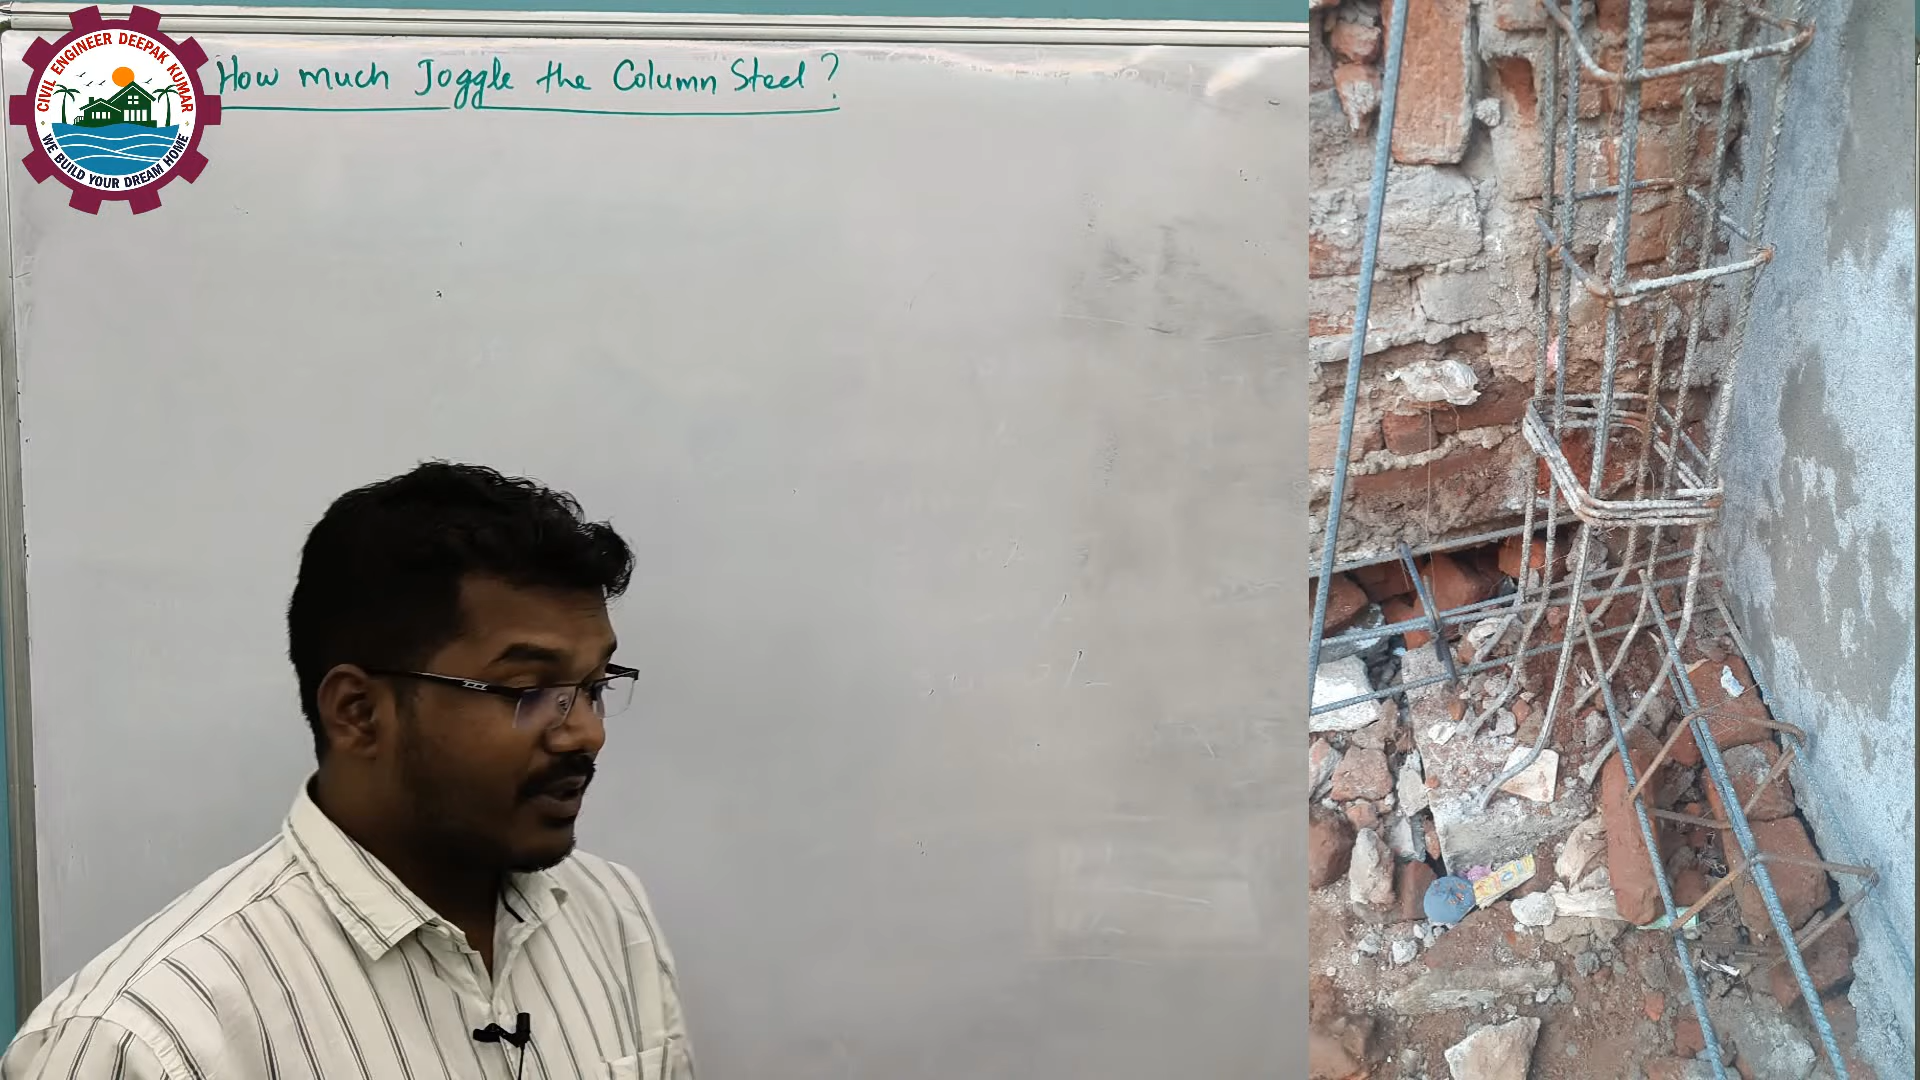 CIVIL ENGINEER DEEPAK KUMAR
WE BUILD YOUR DREAM HOME
How much Joggle the Column Steel?